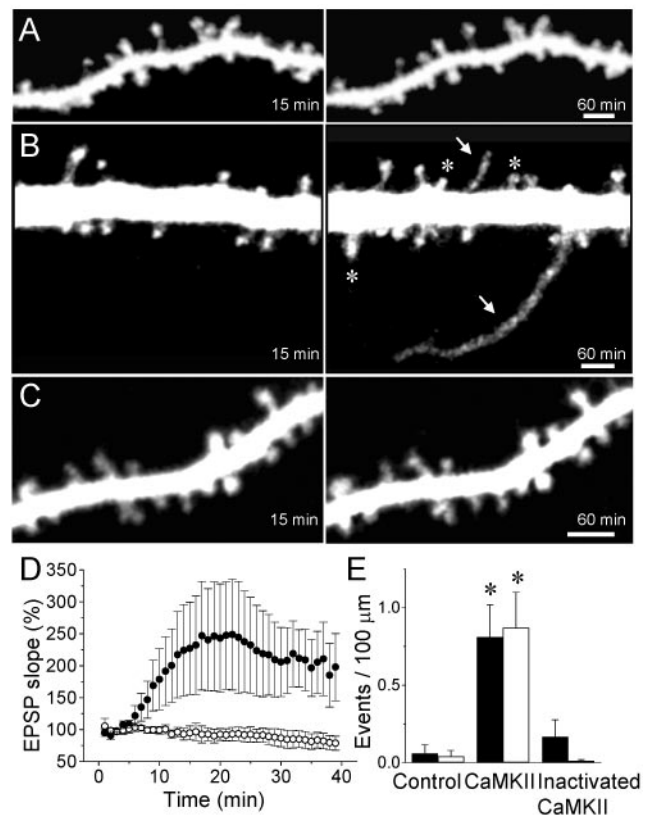 A
15 min
60 min
B
*
*
*
15 min
60 min
C
15 min
60 min
D
350
300
250
200
150
100
50
EPSP slope (%)
0
10
20
30
40
Time (min)
E
*
*
1.0
0.5
0.0
Events / 100 μm
Control
CaMKII
Inactivated
CaMKII